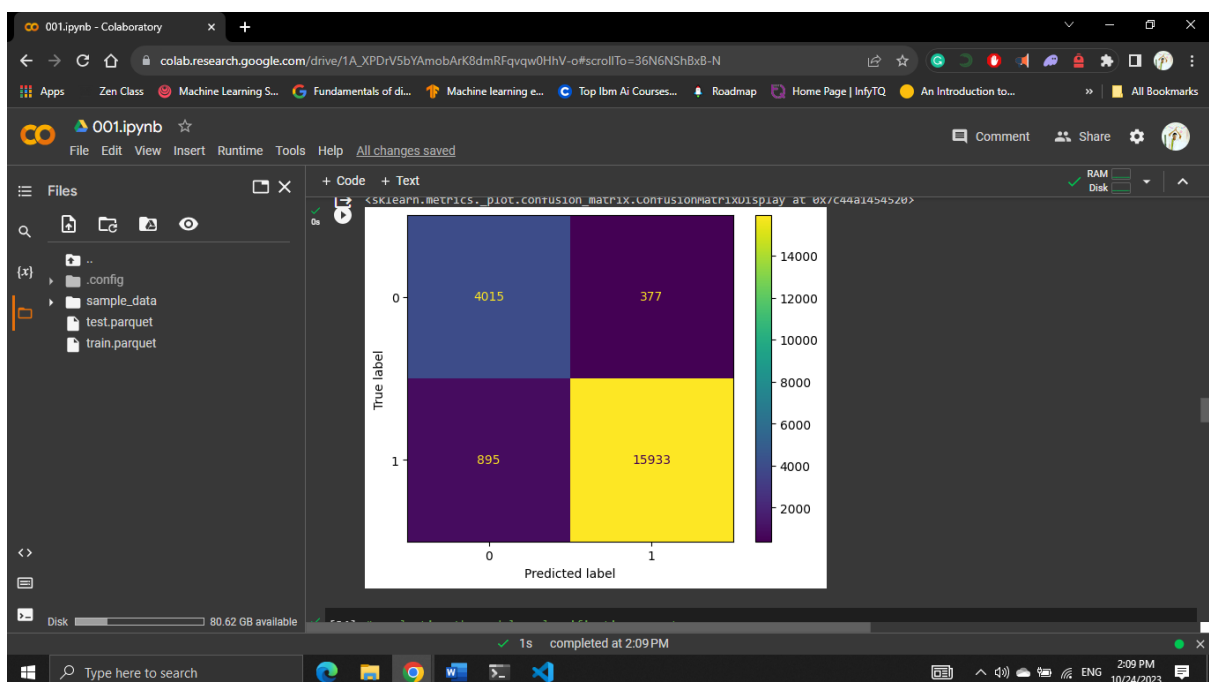 001.ipynb - Colaboratory
colab.research.google.com/drive/1A_XPDrV5bYAmobArK8dmRFqvqw0HhV-o#scrollTo=36N6NShBxB-N
Apps Zen Class Machine Learning S... Fundamentals of di... Machine learning e... Top Ibm Ai Courses... Roadmap Home Page | InfyTQ An Introduction to... » All Bookmarks
001.ipynb
Comment Share
File Edit View Insert Runtime Tools Help All changes saved
Files
+ Code + Text
RAM
Disk
<sklearn.metrics._plot.confusion_matrix.ConfusionMatrixDisplay at 0x7c44a1454520>
0s
{x}
..
.config
sample_data
test.parquet
train.parquet
True label
0
4015 377
1
895 15933
0 1
Predicted label
14000
12000
10000
8000
6000
4000
2000
Disk 80.62 GB available
1s completed at 2:09 PM
Type here to search
ENG
2:09 PM
10/24/2023